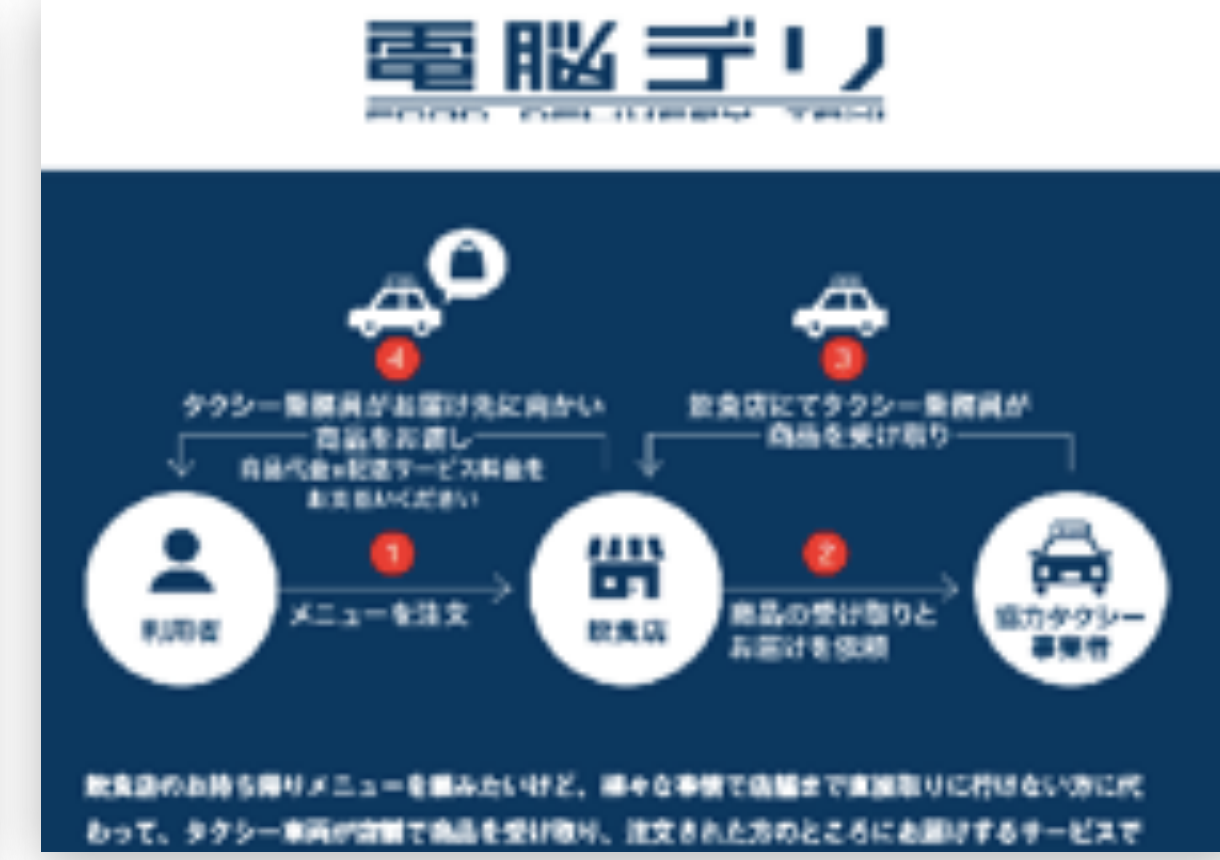 電脳デリ
FOOD DELIVERY TAXI
4
タクシー乗務員がお届け先に向かい
商品をお渡し
商品代金+配送サービス料金を
お支払いください
3
飲食店にてタクシー乗務員が
商品を受け取り
1
メニューを注文
2
商品の受け取りと
お届けを依頼
利用者
飲食店
協力タクシー
事業者
飲食店のお持ち帰りメニューを頼みたいけど、様々な事情で店舗まで直接取りに行けない方に代
わって、タクシー車両が店舗で商品を受け取り、注文された方のところにお届けするサービスで